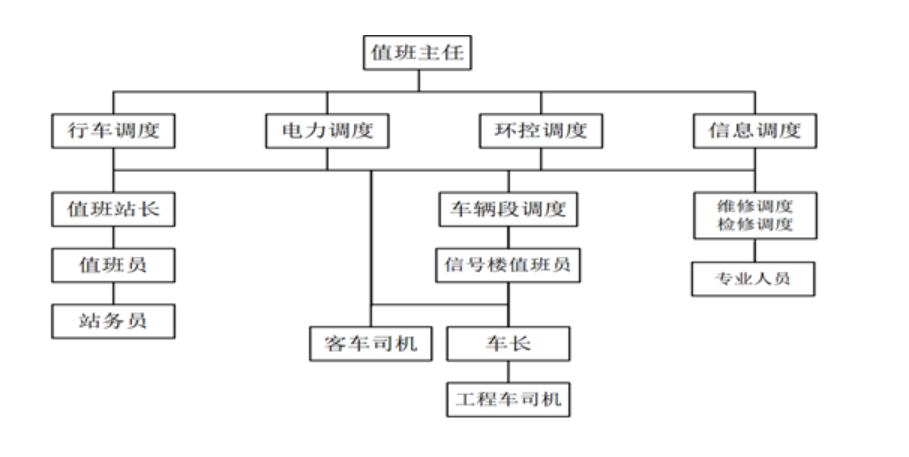 值班主任
行车调度
电力调度
环控调度
信息调度
值班站长
车辆段调度
维修调度
检修调度
值班员
信号楼值班员
专业人员
站务员
客车司机
车长
工程车司机